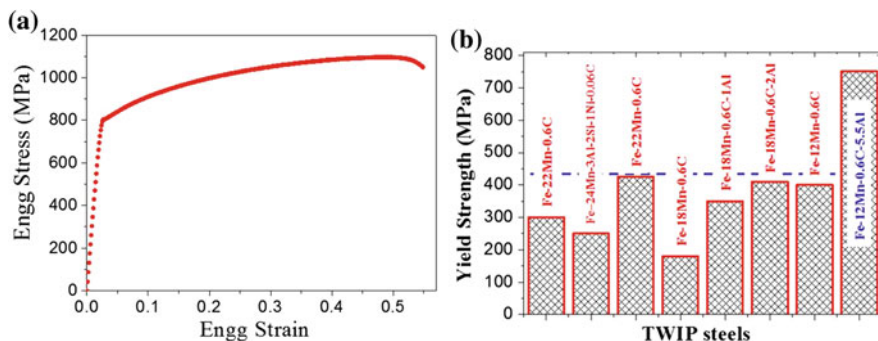 (a)
1200
1000
800
600
400
200
0
Engg Stress (MPa)
0.0 0.1 0.2 0.3 0.4 0.5
Engg Strain
(b)
800
700
600
500
400
300
200
100
0
Yield Strength (MPa)
Fe-22Mn-0.6C
Fe-24Mn-3Al-2Si-1Ni-0.06C
Fe-22Mn-0.6C
Fe-18Mn-0.6C
Fe-18Mn-0.6C-1Al
Fe-18Mn-0.6C-2Al
Fe-12Mn-0.6C
Fe-12Mn-0.6C-5.5Al
TWIP steels